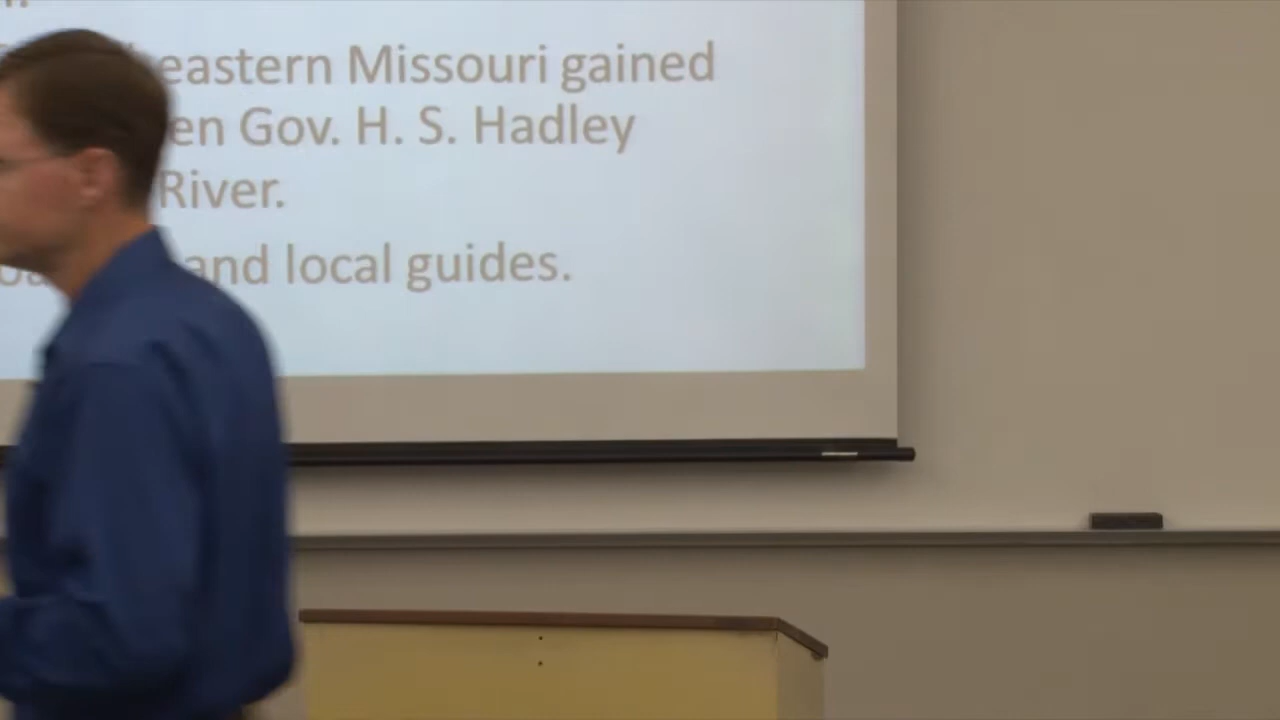 eastern Missouri gained
en Gov. H. S. Hadley
River.
and local guides.